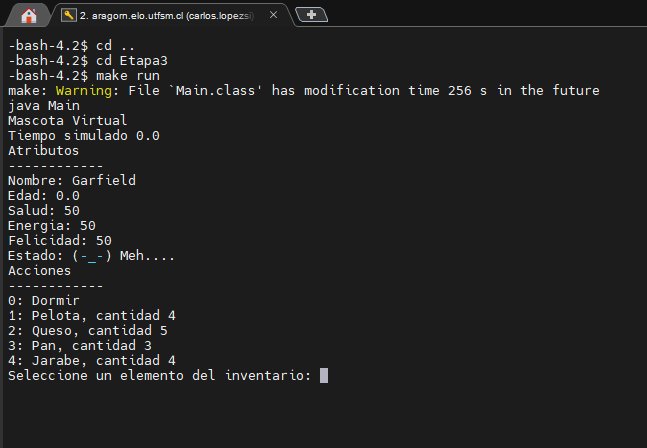 2. aragorn.elo.utfsm.cl (carlos.lopezsi)
-bash-4.2$ cd ..
-bash-4.2$ cd Etapa3
-bash-4.2$ make run
make: Warning: File `Main.class' has modification time 256 s in the future
java Main
Mascota Virtual
Tiempo simulado 0.0
Atributos
------------
Nombre: Garfield
Edad: 0.0
Salud: 50
Energia: 50
Felicidad: 50
Estado: (-_-) Meh....
Acciones
------------
0: Dormir
1: Pelota, cantidad 4
2: Queso, cantidad 5
3: Pan, cantidad 3
4: Jarabe, cantidad 4
Seleccione un elemento del inventario: